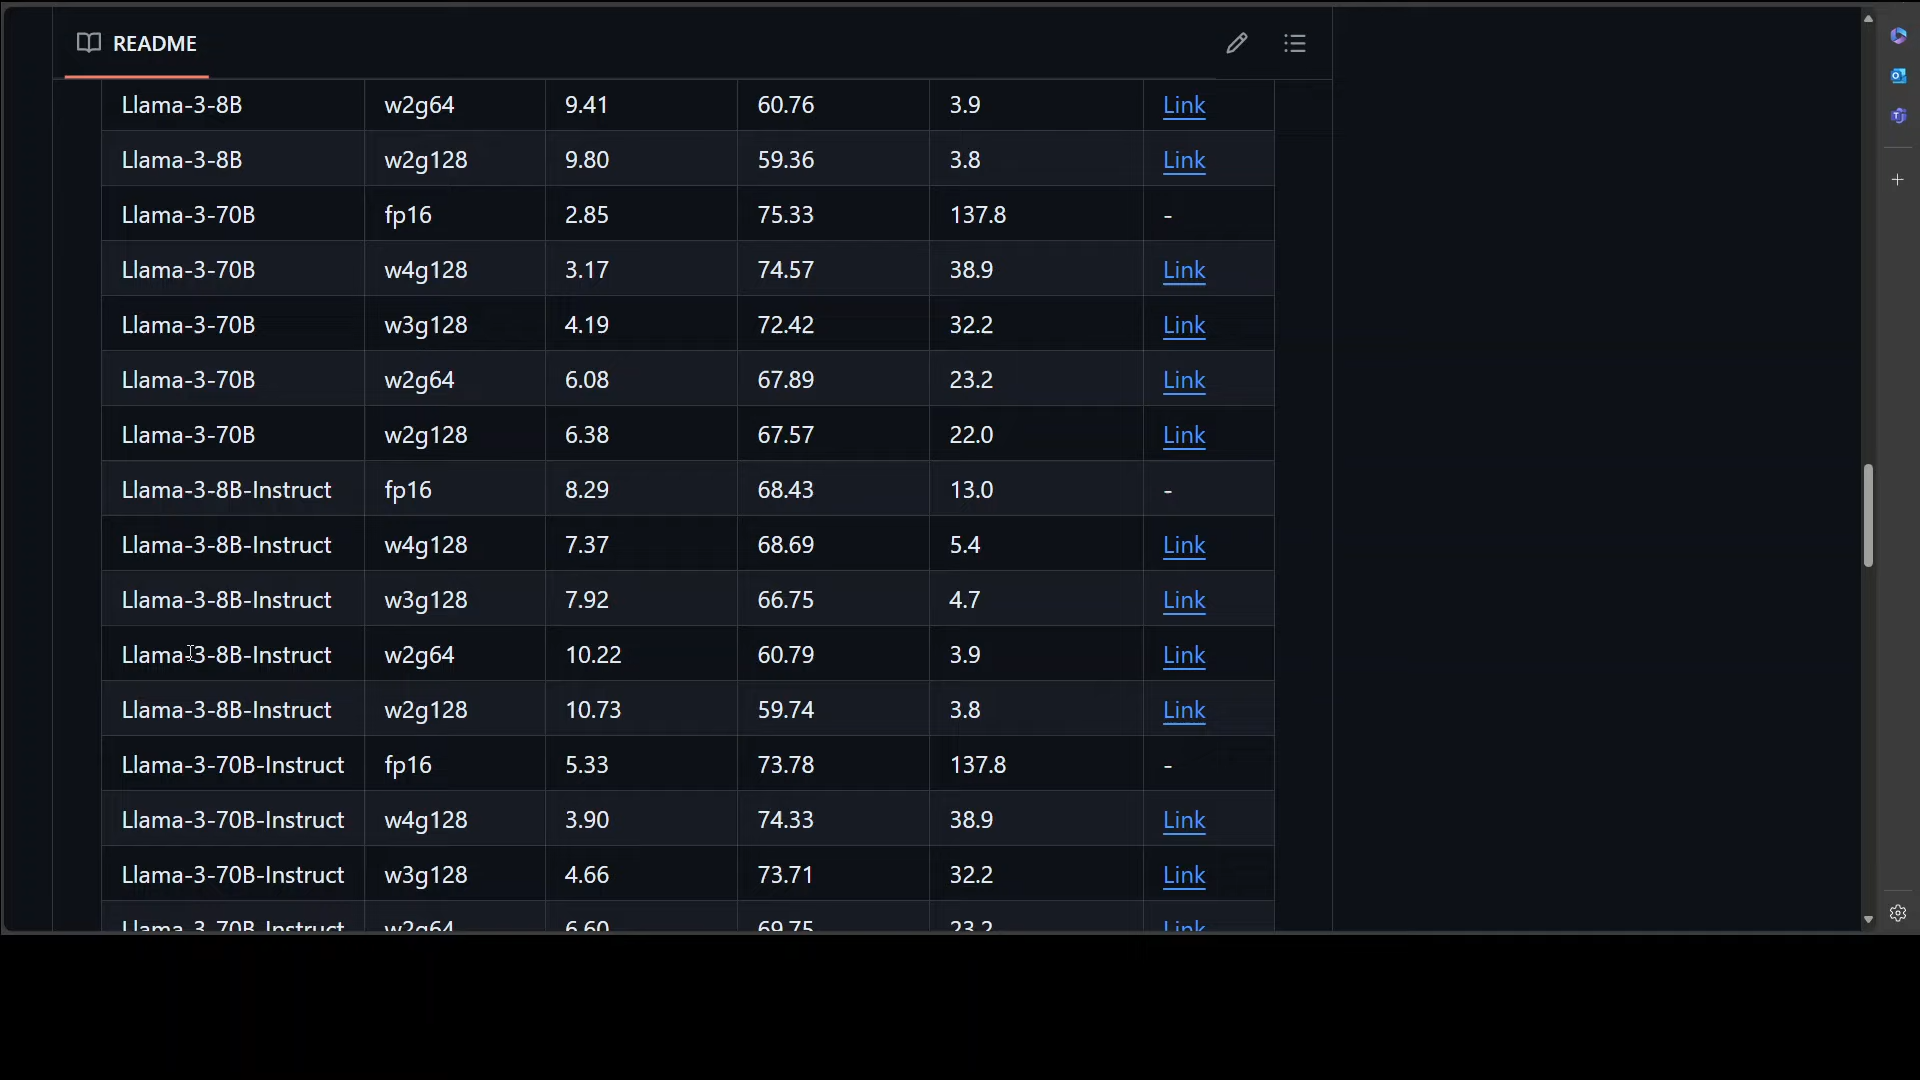 README
Llama-3-8B w2g64 9.41 60.76 3.9 Link
Llama-3-8B w2g128 9.80 59.36 3.8 Link
Llama-3-70B fp16 2.85 75.33 137.8 -
Llama-3-70B w4g128 3.17 74.57 38.9 Link
Llama-3-70B w3g128 4.19 72.42 32.2 Link
Llama-3-70B w2g64 6.08 67.89 23.2 Link
Llama-3-70B w2g128 6.38 67.57 22.0 Link
Llama-3-8B-Instruct fp16 8.29 68.43 13.0 -
Llama-3-8B-Instruct w4g128 7.37 68.69 5.4 Link
Llama-3-8B-Instruct w3g128 7.92 66.75 4.7 Link
Llama-3-8B-Instruct w2g64 10.22 60.79 3.9 Link
Llama-3-8B-Instruct w2g128 10.73 59.74 3.8 Link
Llama-3-70B-Instruct fp16 5.33 73.78 137.8 -
Llama-3-70B-Instruct w4g128 3.90 74.33 38.9 Link
Llama-3-70B-Instruct w3g128 4.66 73.71 32.2 Link
Llama-3-70B-Instruct w2g64 6.60 69.75 23.2 Link